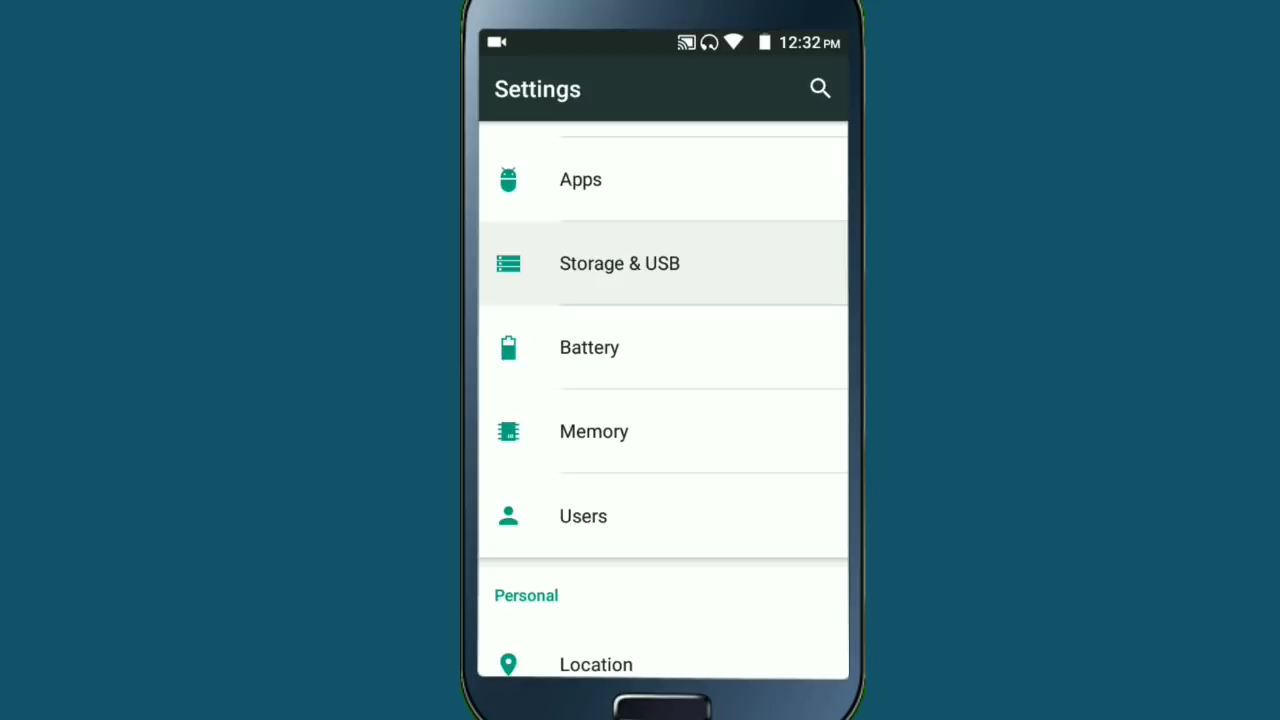 12:32 PM
Settings
Apps
Storage & USB
Battery
Memory
Users
Personal
Location